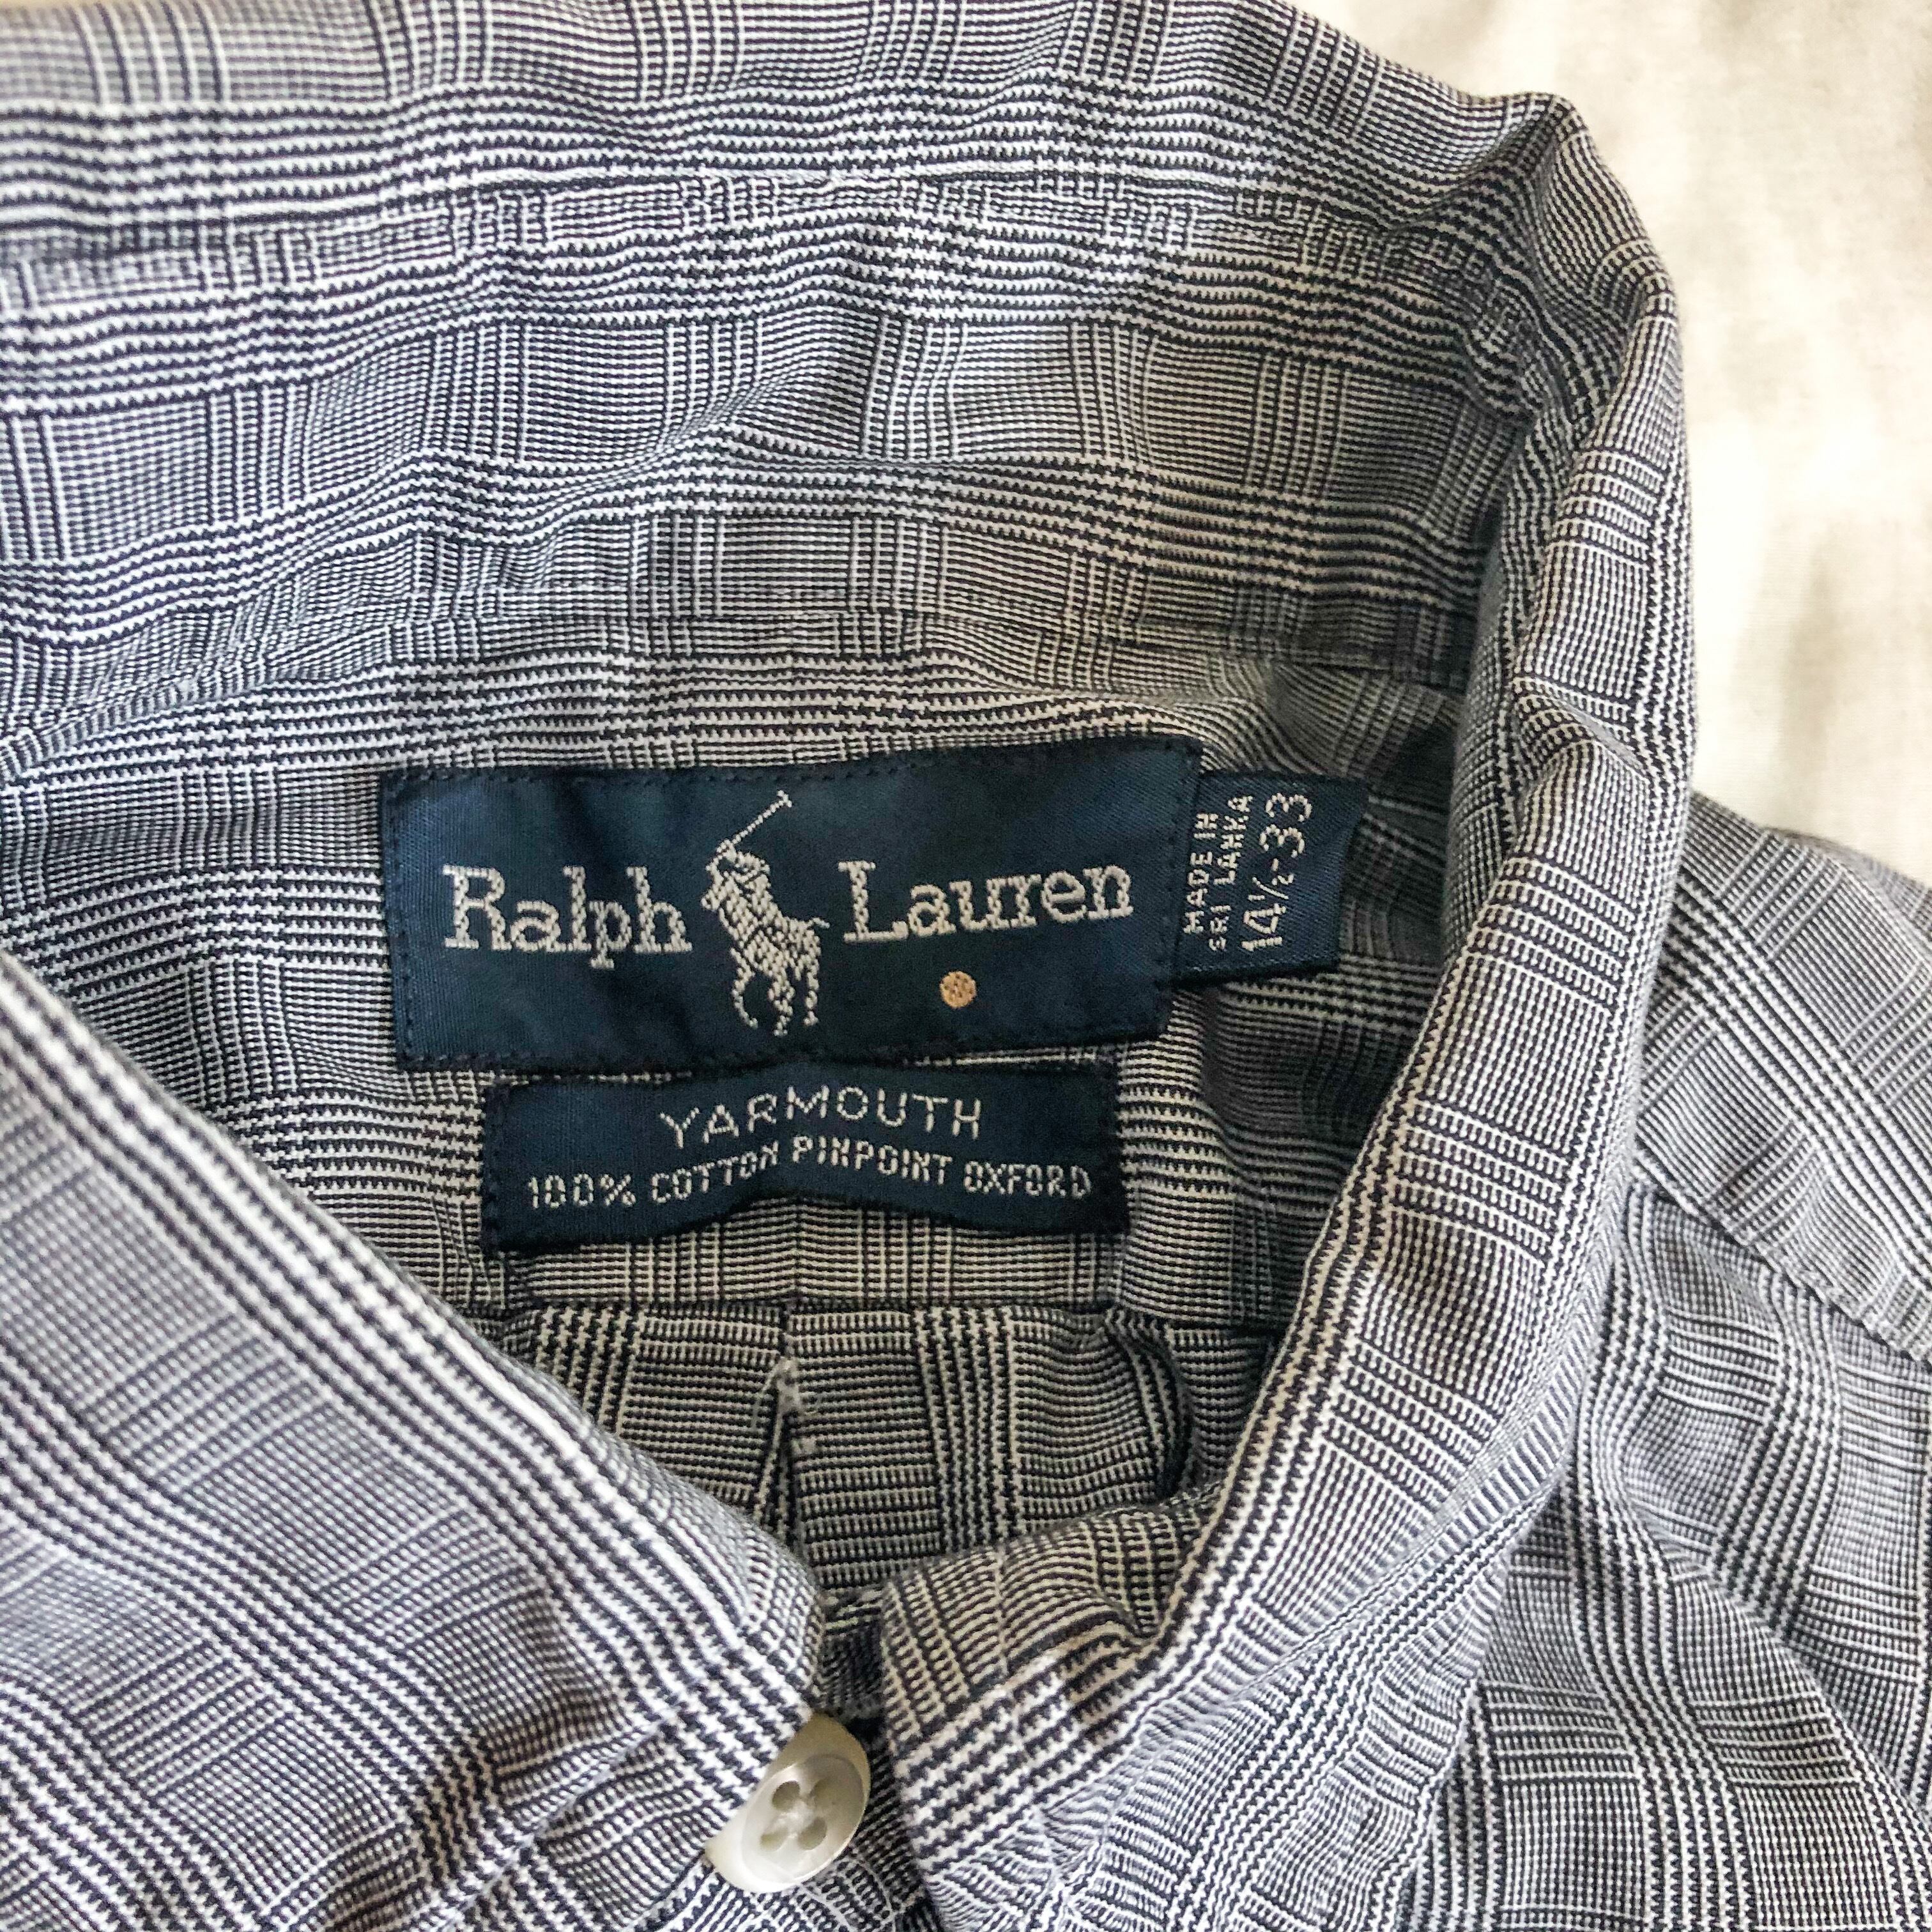 Ralph Lauren
MADE IN
SRI LANKA
14½-33
YARMOUTH
100% COTTON PINPOINT OXFORD